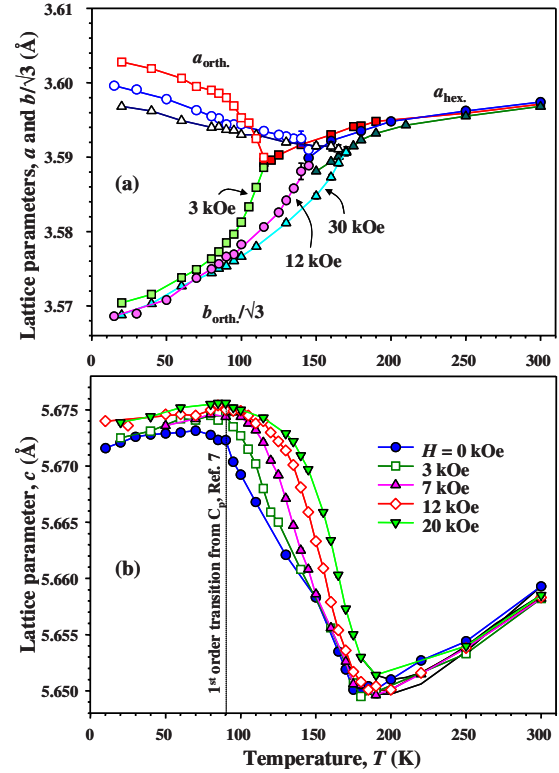 (a)
a_orth.
a_hex.
3 kOe
12 kOe
30 kOe
b_orth./√3
Lattice parameters, a and b/√3 (Å)
3.60
3.60
3.59
3.58
3.57
0 50 100 150 200 250 300
(b)
1st order transition from C_p, Ref. 7
H = 0 kOe
3 kOe
7 kOe
12 kOe
20 kOe
Lattice parameter, c (Å)
5.675
5.670
5.665
5.660
5.655
5.650
0 50 100 150 200 250 300
Temperature, T (K)